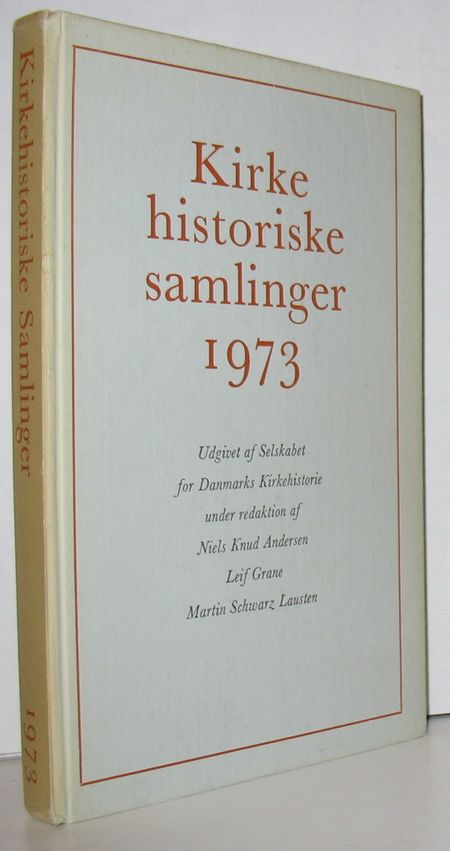 Kirkehistoriske Samlinger
1973
Kirke
historiske
samlinger
1973
Udgivet af Selskabet
for Danmarks Kirkehistorie
under redaktion af
Niels Knud Andersen
Leif Grane
Martin Schwarz Lausten